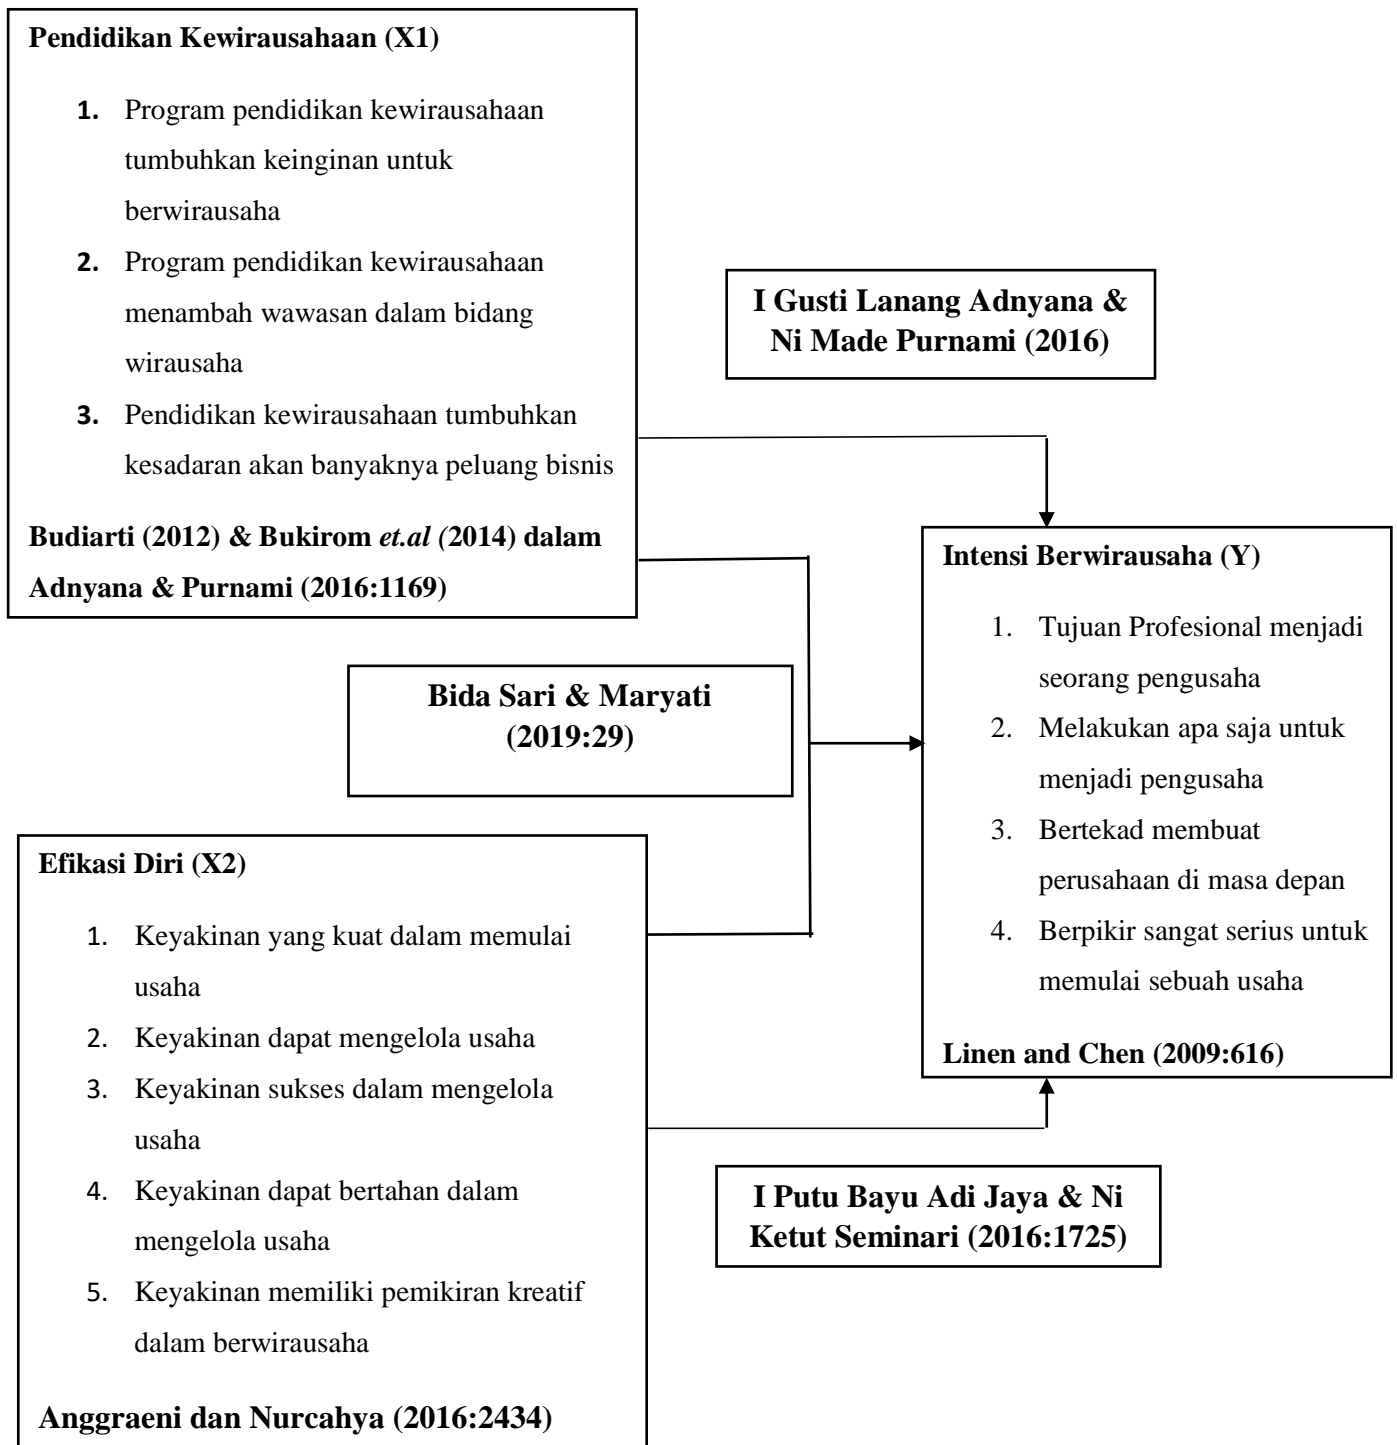 Pendidikan Kewirausahaan (X1)
1. Program pendidikan kewirausahaan
tumbuhkan keinginan untuk
berwirausaha
2. Program pendidikan kewirausahaan
menambah wawasan dalam bidang
wirausaha
3. Pendidikan kewirausahaan tumbuhkan
kesadaran akan banyaknya peluang bisnis
Budiarti (2012) & Bukirom et.al (2014) dalam
Adnyana & Purnami (2016:1169)
I Gusti Lanang Adnyana &
Ni Made Purnami (2016)
Bida Sari & Maryati
(2019:29)
Intensi Berwirausaha (Y)
1. Tujuan Profesional menjadi
seorang pengusaha
2. Melakukan apa saja untuk
menjadi pengusaha
3. Bertekad membuat
perusahaan di masa depan
4. Berpikir sangat serius untuk
memulai sebuah usaha
Linen and Chen (2009:616)
Efikasi Diri (X2)
1. Keyakinan yang kuat dalam memulai
usaha
2. Keyakinan dapat mengelola usaha
3. Keyakinan sukses dalam mengelola
usaha
4. Keyakinan dapat bertahan dalam
mengelola usaha
5. Keyakinan memiliki pemikiran kreatif
dalam berwirausaha
Anggraeni dan Nurcahya (2016:2434)
I Putu Bayu Adi Jaya & Ni
Ketut Seminari (2016:1725)